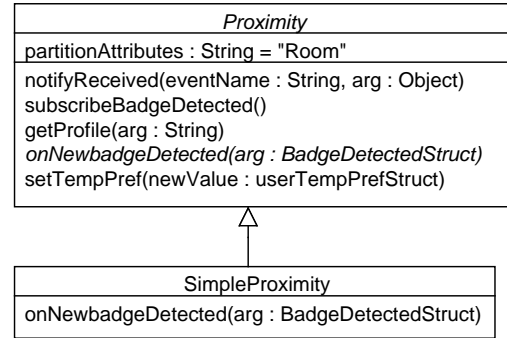 Proximity
partitionAttributes : String = "Room"
notifyReceived(eventName : String, arg : Object)
subscribeBadgeDetected()
getProfile(arg : String)
onNewbadgeDetected(arg : BadgeDetectedStruct)
setTempPref(newValue : userTempPrefStruct)
SimpleProximity
onNewbadgeDetected(arg : BadgeDetectedStruct)